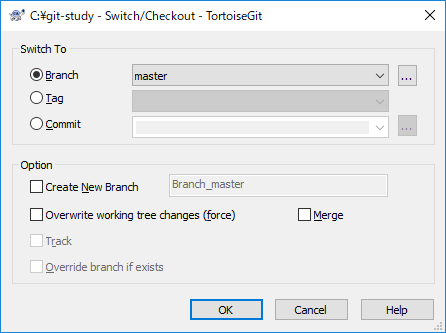 C:¥git-study - Switch/Checkout - TortoiseGit
Switch To
Branch
master
...
Tag
Commit
...
Option
Create New Branch
Branch_master
Overwrite working tree changes (force)
Merge
Track
Override branch if exists
OK
Cancel
Help